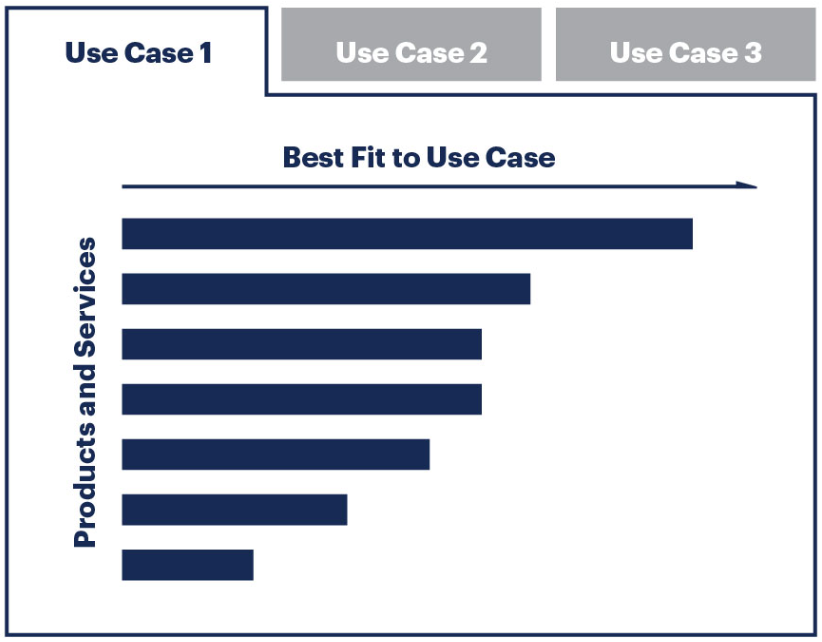 Use Case 1
Use Case 2
Use Case 3
Best Fit to Use Case
Products and Services